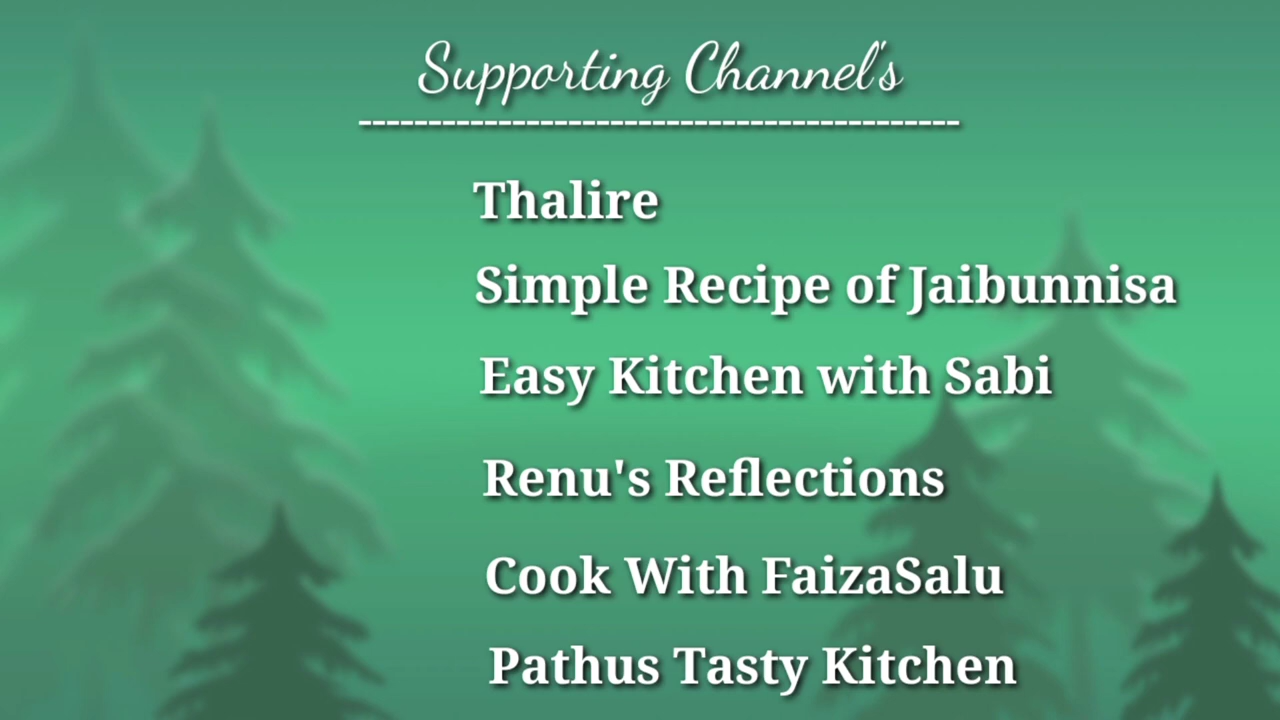 Supporting Channel's
-------------------------------------------
Thalire
Simple Recipe of Jaibunnisa
Easy Kitchen with Sabi
Renu's Reflections
Cook With FaizaSalu
Pathus Tasty Kitchen